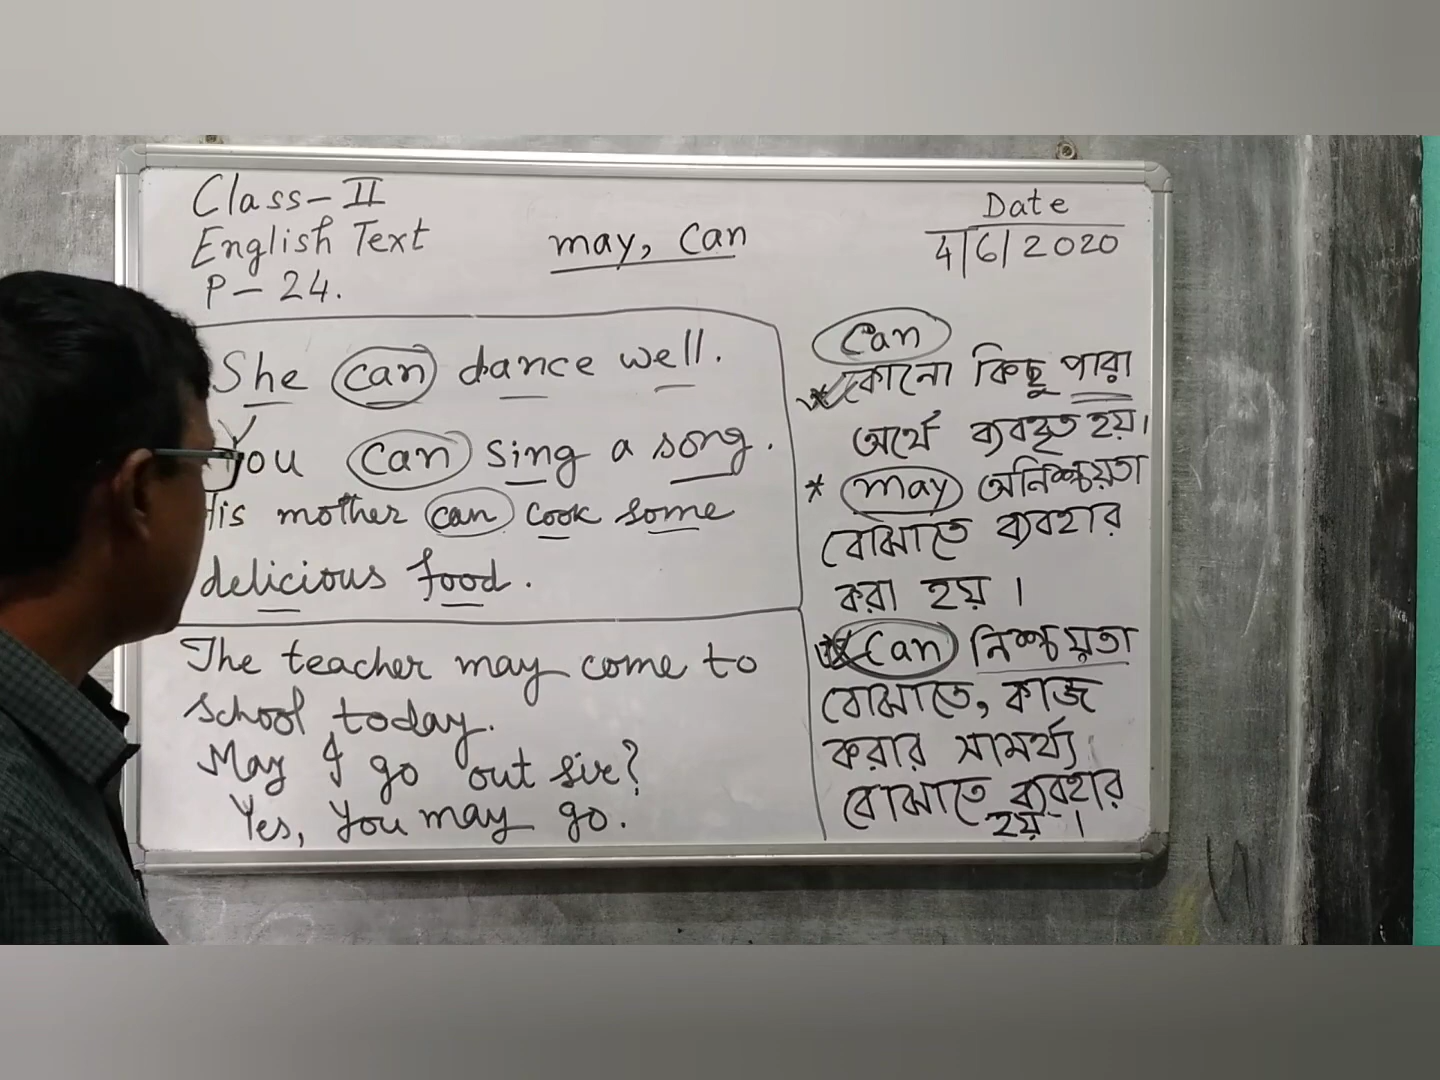 Class-II
English Text
P-24.
may, can
Date
4/6/2020
She can dance well.
You can sing a song.
His mother can cook some
delicious food.
The teacher may come to
school today.
May I go out sir?
Yes, you may go.
can
* কোনো কিছু পারা
অর্থে ব্যবহৃত হয়।
* may অনিশ্চয়তা
বোঝাতে ব্যবহার
করা হয়।
* can নিশ্চয়তা
বোঝাতে, কাজ
করার সামর্থ্য
বোঝাতে ব্যবহার
হয়।